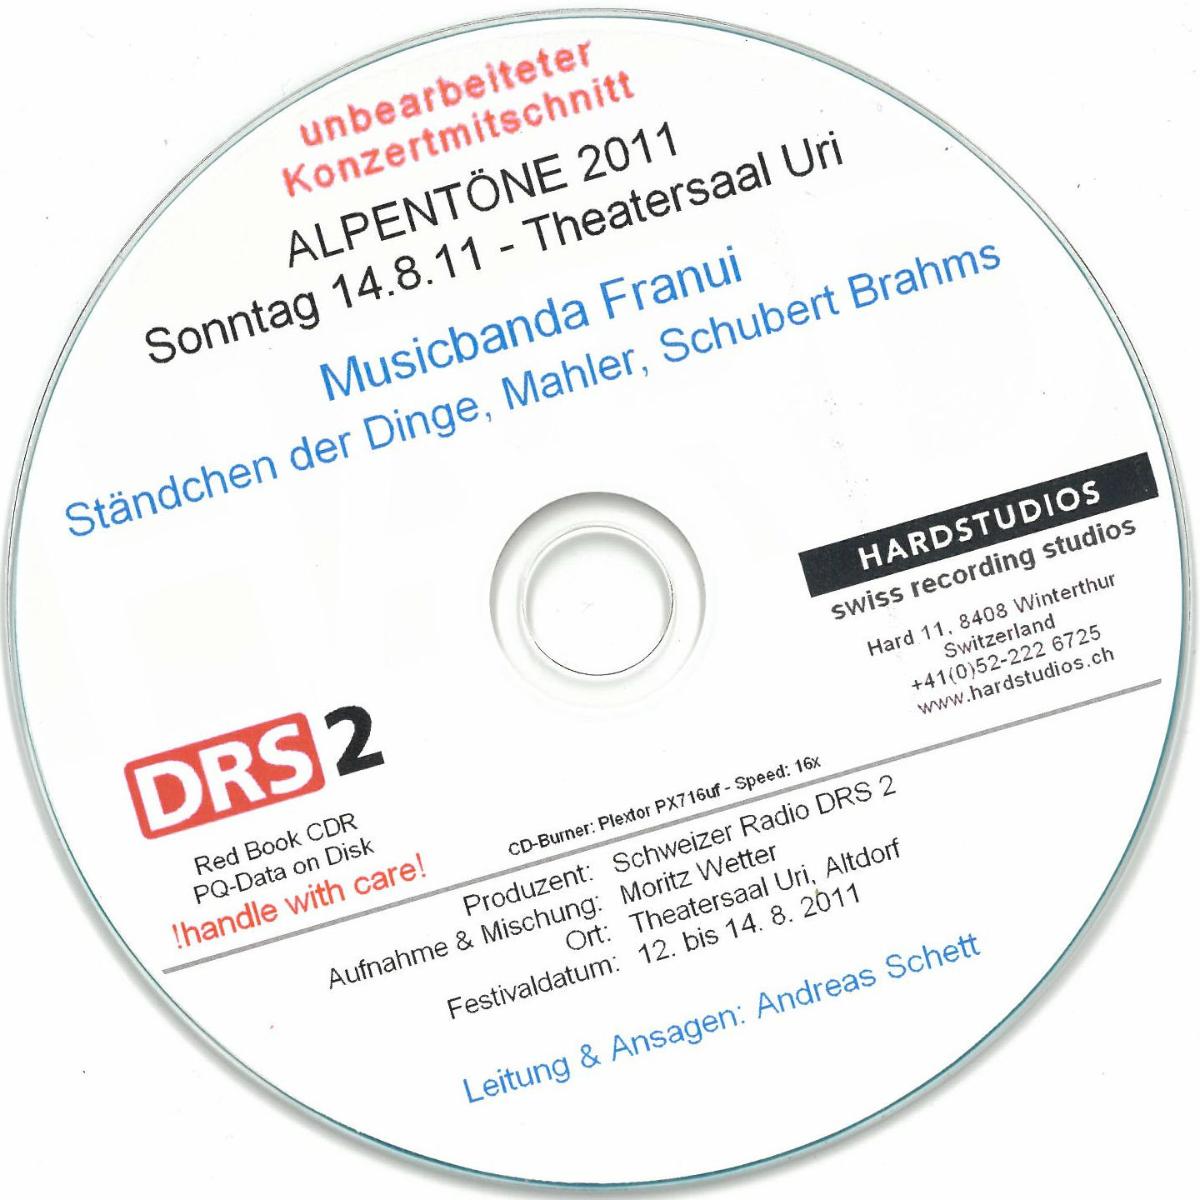 unbearbeiteter
Konzertmitschnitt
ALPENTÖNE 2011
Sonntag 14.8.11 - Theatersaal Uri
Musicbanda Franui
Ständchen der Dinge, Mahler, Schubert Brahms
HARDSTUDIOS
swiss recording studios
Hard 11, 8408 Winterthur
Switzerland
+41(0)52-222 6725
www.hardstudios.ch
DRS 2
Red Book CDR
PQ-Data on Disk
!handle with care!
CD-Burner: Plextor PX716uf - Speed: 16x
Produzent: Schweizer Radio DRS 2
Aufnahme & Mischung: Moritz Wetter
Ort: Theatersaal Uri, Altdorf
Festivaldatum: 12. bis 14. 8. 2011
Leitung & Ansagen: Andreas Schett